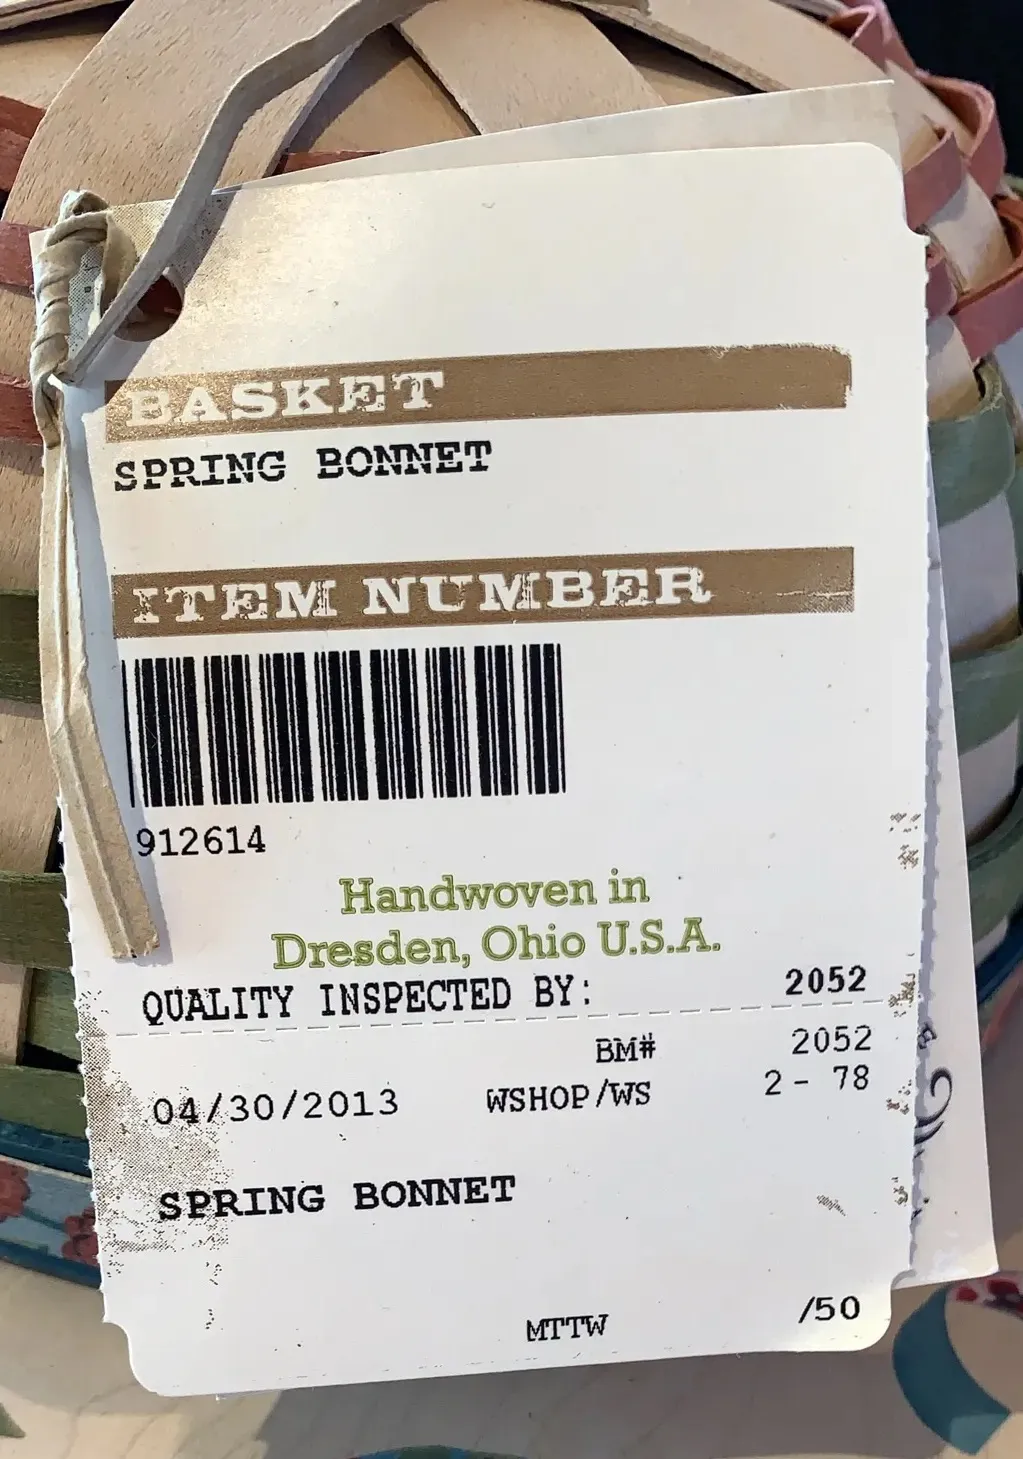 BASKET
SPRING BONNET
ITEM NUMBER
912614
Handwoven in
Dresden, Ohio U.S.A.
QUALITY INSPECTED BY: 2052
BM# 2052
04/30/2013 WSHOP/WS 2- 78
SPRING BONNET
MTTW /50